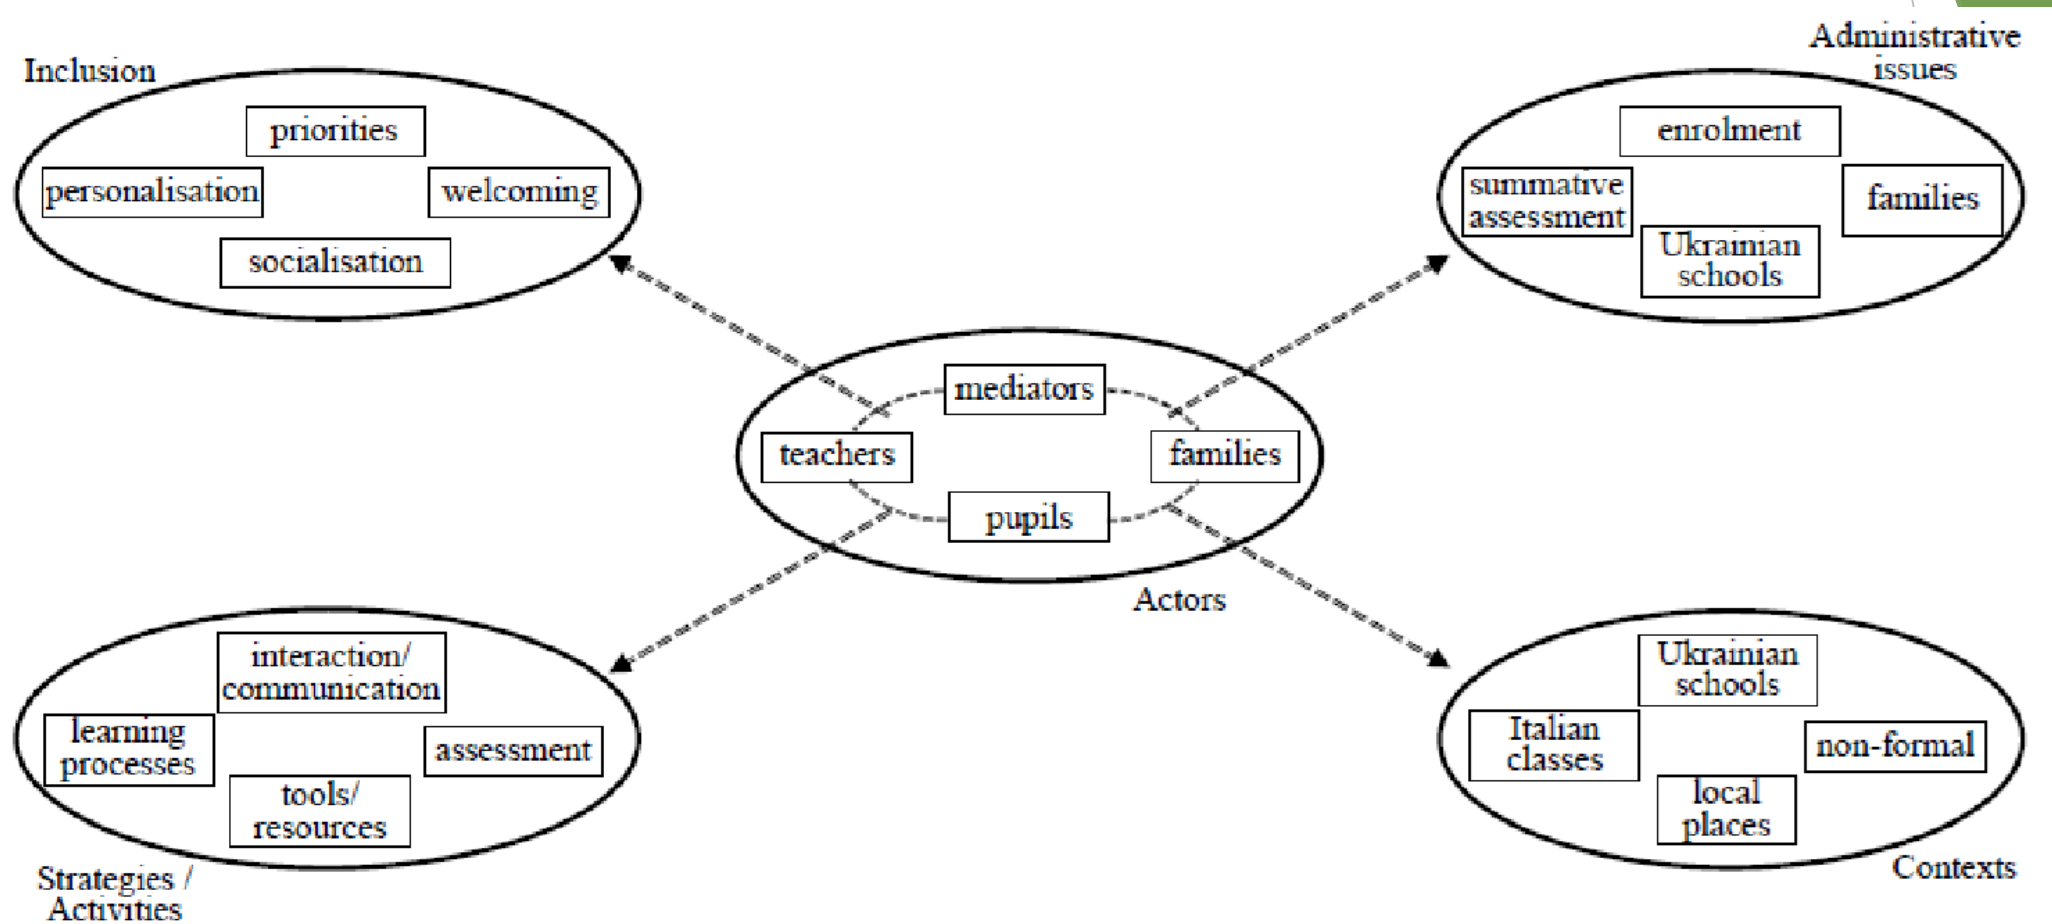 Inclusion
priorities
personalisation
welcoming
socialisation
Administrative
issues
enrolment
summative
assessment
families
Ukrainian
schools
mediators
teachers
families
pupils
Actors
interaction/
communication
learning
processes
assessment
tools/
resources
Strategies /
Activities
Ukrainian
schools
Italian
classes
non-formal
local
places
Contexts